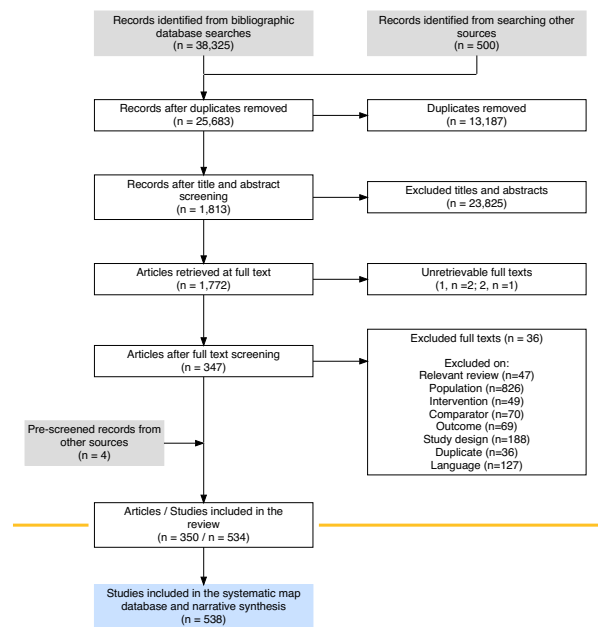 Records identified from bibliographic
database searches
(n = 38,325)
Records identified from searching other
sources
(n = 500)
Records after duplicates removed
(n = 25,683)
Duplicates removed
(n = 13,187)
Records after title and abstract
screening
(n = 1,813)
Excluded titles and abstracts
(n = 23,825)
Articles retrieved at full text
(n = 1,772)
Unretrievable full texts
(1, n =2; 2, n=1)
Articles after full text screening
(n = 347)
Excluded full texts (n = 36)
Excluded on:
Relevant review (n=47)
Population (n=826)
Intervention (n=49)
Comparator (n=70)
Outcome (n=69)
Study design (n=188)
Duplicate (n=36)
Language (n=127)
Pre-screened records from
other sources
(n = 4)
Articles / Studies included in the
review
(n = 350 / n = 534)
Studies included in the systematic map
database and narrative synthesis
(n = 538)